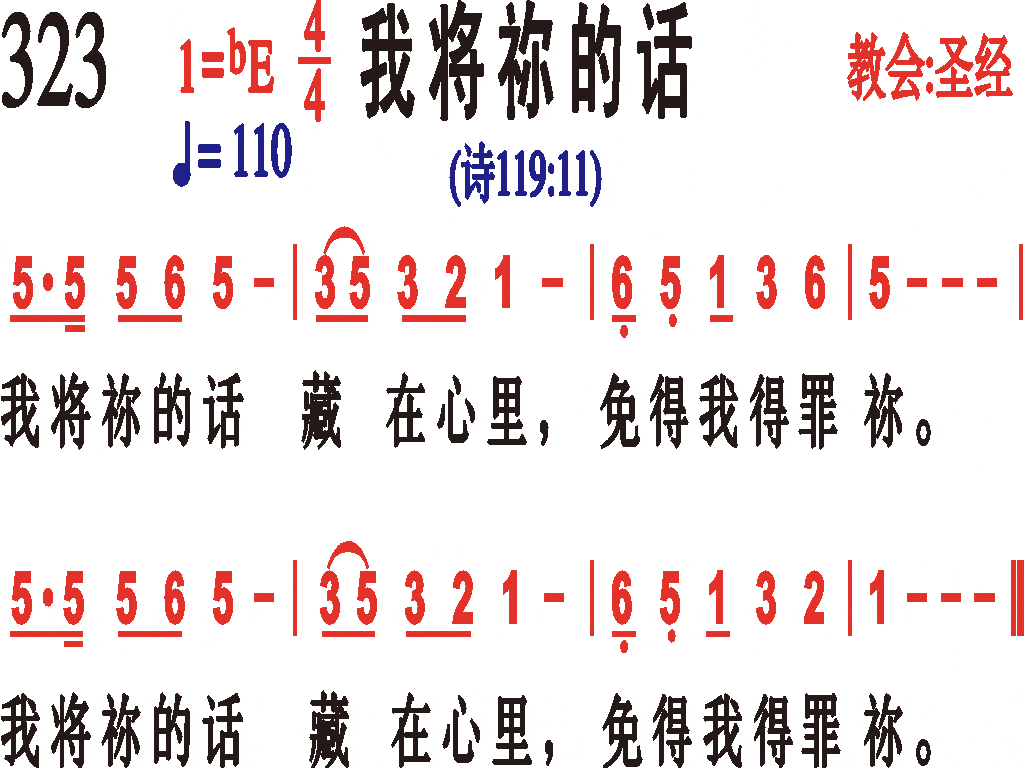 323 1=bE 4/4 我将祢的话 教会:圣经
♩= 110 (诗119:11)
5·5 5 6 5 - | 3 5 3 2 1 - | 6 5 1 3 6 | 5 - - - |
我将祢的话 藏 在心里, 免得我得罪 祢。
5·5 5 6 5 - | 3 5 3 2 1 - | 6 5 1 3 2 | 1 - - - ‖
我将祢的话 藏 在心里, 免得我得罪 祢。